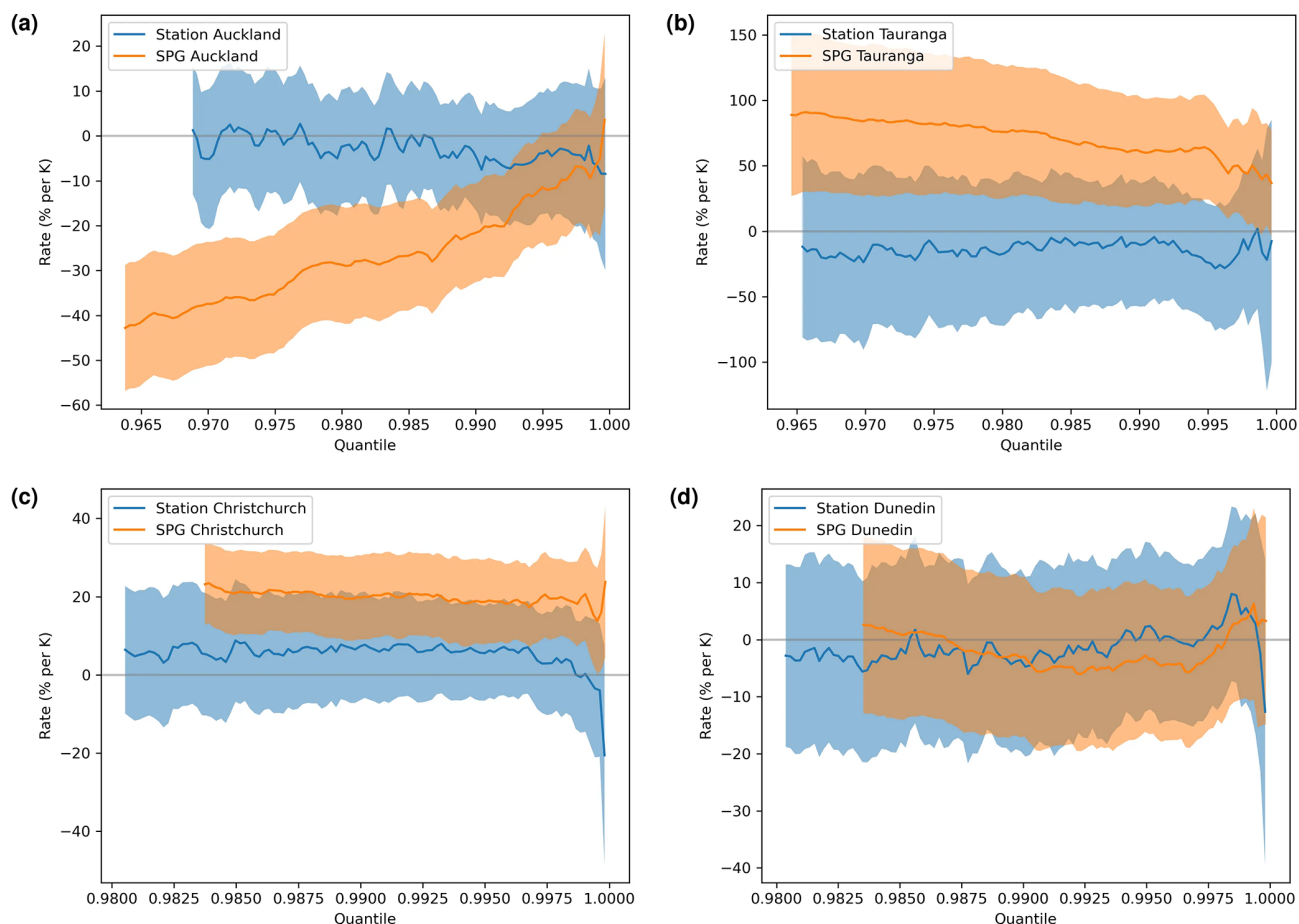 (a)
Station Auckland
SPG Auckland
20
10
0
−10
−20
−30
−40
−50
−60
Rate (% per K)
0.965 0.970 0.975 0.980 0.985 0.990 0.995 1.000
Quantile
(b)
Station Tauranga
SPG Tauranga
150
100
50
0
−50
−100
Rate (% per K)
0.965 0.970 0.975 0.980 0.985 0.990 0.995 1.000
Quantile
(c)
Station Christchurch
SPG Christchurch
40
20
0
−20
−40
Rate (% per K)
0.9800 0.9825 0.9850 0.9875 0.9900 0.9925 0.9950 0.9975 1.0000
Quantile
(d)
Station Dunedin
SPG Dunedin
20
10
0
−10
−20
−30
−40
Rate (% per K)
0.9800 0.9825 0.9850 0.9875 0.9900 0.9925 0.9950 0.9975 1.0000
Quantile